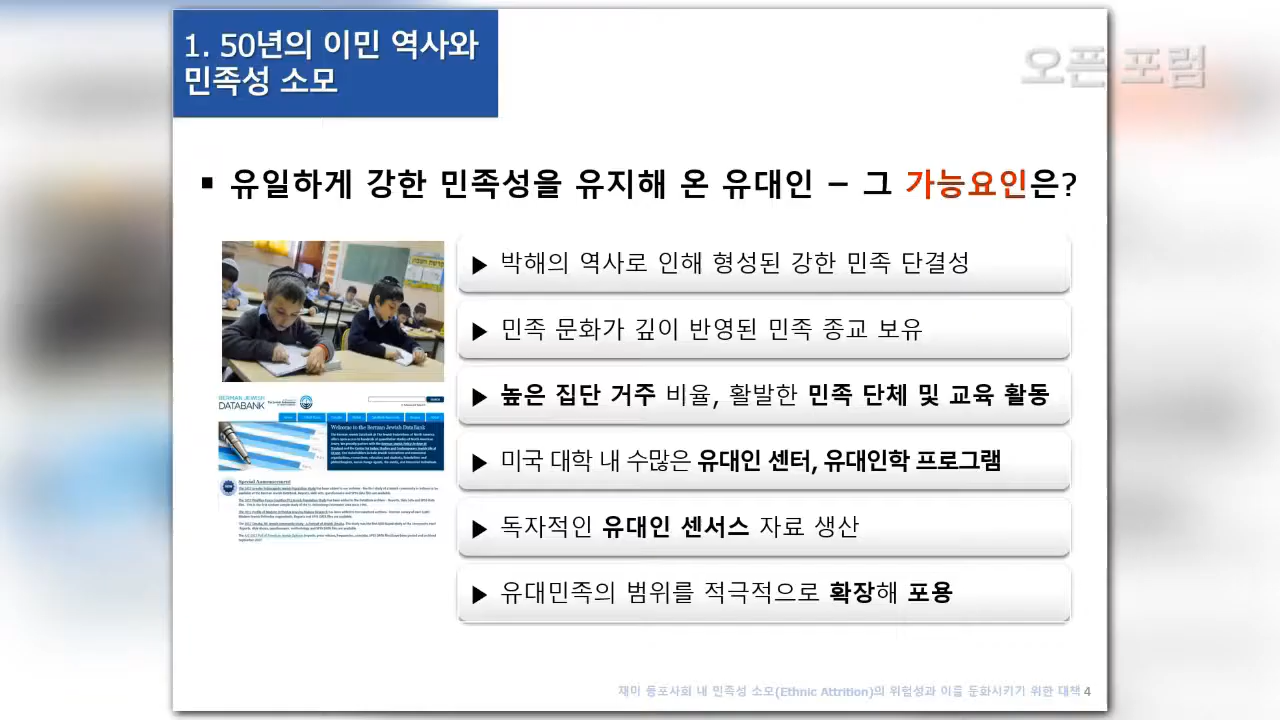 1. 50년의 이민 역사와
민족성 소모
오픈 포럼
▪ 유일하게 강한 민족성을 유지해 온 유대인 – 그 가능요인은?
▶ 박해의 역사로 인해 형성된 강한 민족 단결성
▶ 민족 문화가 깊이 반영된 민족 종교 보유
▶ 높은 집단 거주 비율, 활발한 민족 단체 및 교육 활동
▶ 미국 대학 내 수많은 유대인 센터, 유대인학 프로그램
▶ 독자적인 유대인 센서스 자료 생산
▶ 유대민족의 범위를 적극적으로 확장해 포용
BERMAN JEWISH
DATABANK
Welcome to the Berman Jewish DataBank
Special Announcement
재미 동포사회 내 민족성 소모(Ethnic Attrition)의 위험성과 이를 둔화시키기 위한 대책 4